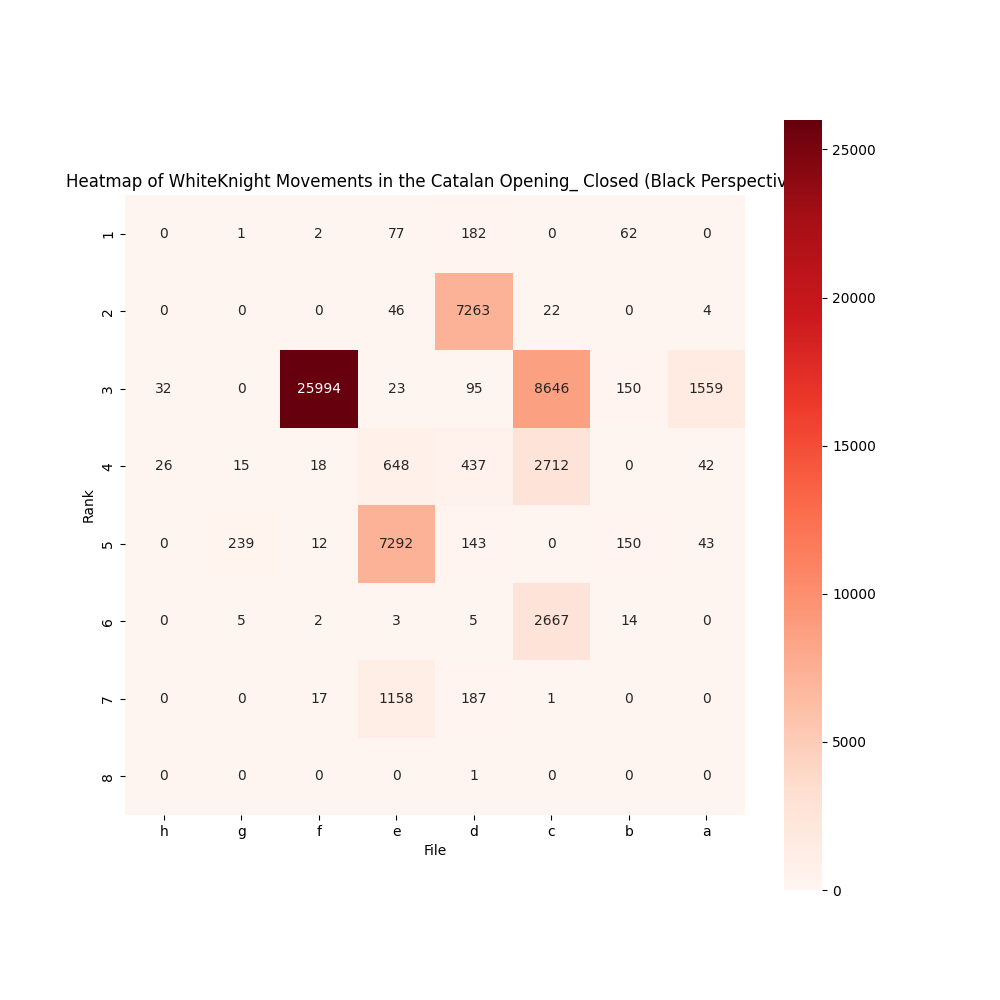 Heatmap of WhiteKnight Movements in the Catalan Opening_ Closed (Black Perspectiv
25000
20000
15000
10000
5000
0
Rank
1 0 1 2 77 182 0 62 0
2 0 0 0 46 7263 22 0 4
3 32 0 25994 23 95 8646 150 1559
4 26 15 18 648 437 2712 0 42
5 0 239 12 7292 143 0 150 43
6 0 5 2 3 5 2667 14 0
7 0 0 17 1158 187 1 0 0
8 0 0 0 0 1 0 0 0
h g f e d c b a
File